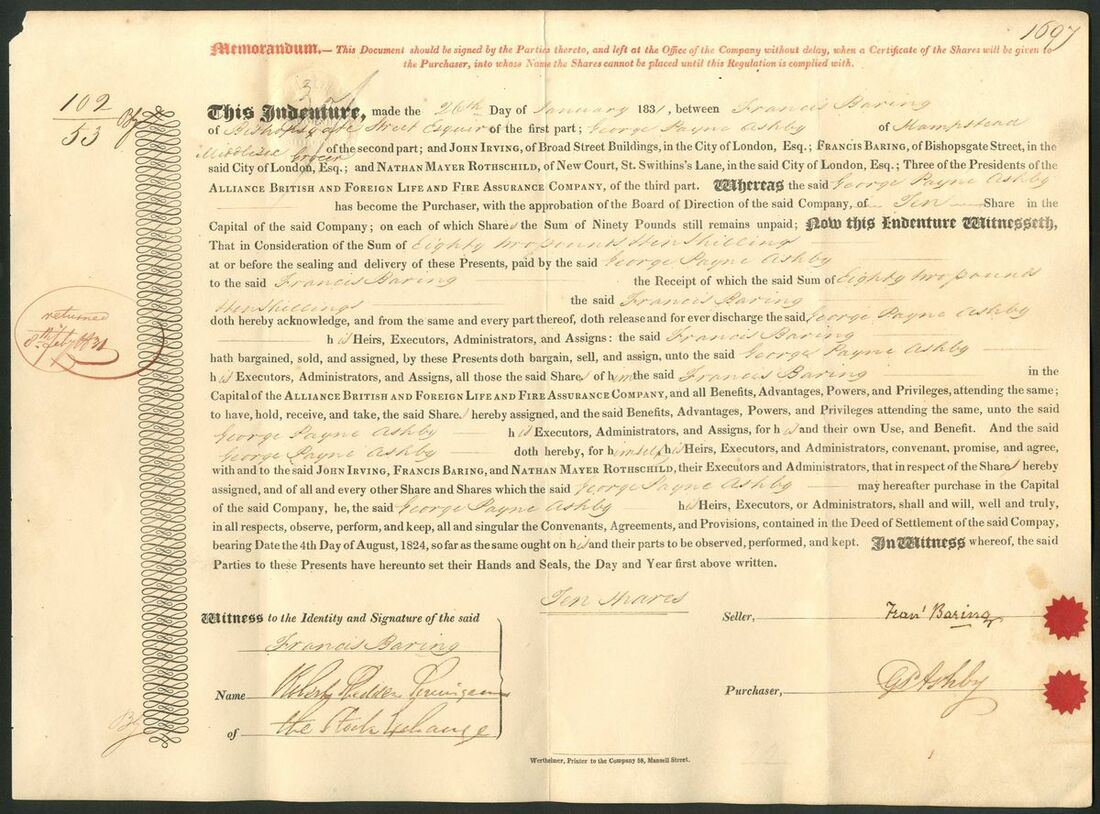 1697
Memorandum.— This Document should be signed by the Parties thereto, and left at the Office of the Company without delay, when a Certificate of the Shares will be given to
the Purchaser, into whose Name the Shares cannot be placed until this Regulation is complied with.
102
53
This Indenture, made the 26th Day of January 1831, between Francis Baring
of Bishopsgate Street Esquire of the first part; George Payne Ashby of Hampstead
Middlesex Grocer of the second part; and JOHN IRVING, of Broad Street Buildings, in the City of London, Esq.; FRANCIS BARING, of Bishopsgate Street, in the
said City of London, Esq.; and NATHAN MAYER ROTHSCHILD, of New Court, St. Swithins's Lane, in the said City of London, Esq.; Three of the Presidents of the
ALLIANCE BRITISH AND FOREIGN LIFE AND FIRE ASSURANCE COMPANY, of the third part. Whereas the said George Payne Ashby
has become the Purchaser, with the approbation of the Board of Direction of the said Company, of Ten Share in the
Capital of the said Company; on each of which Shares the Sum of Ninety Pounds still remains unpaid; Now this Indenture Witnesseth,
That in Consideration of the Sum of Eighty two pounds ten Shillings
at or before the sealing and delivery of these Presents, paid by the said George Payne Ashby
to the said Francis Baring the Receipt of which the said Sum of Eighty two pounds
ten Shillings the said Francis Baring
doth hereby acknowledge, and from the same and every part thereof, doth release and for ever discharge the said George Payne Ashby
returned
8th July 1831
his Heirs, Executors, Administrators, and Assigns: the said Francis Baring
hath bargained, sold, and assigned, by these Presents doth bargain, sell, and assign, unto the said George Payne Ashby
his Executors, Administrators, and Assigns, all those the said Shares of him the said Francis Baring in the
Capital of the ALLIANCE BRITISH AND FOREIGN LIFE AND FIRE ASSURANCE COMPANY, and all Benefits, Advantages, Powers, and Privileges, attending the same;
to have, hold, receive, and take, the said Shares hereby assigned, and the said Benefits, Advantages, Powers, and Privileges attending the same, unto the said
George Payne Ashby his Executors, Administrators, and Assigns, for his and their own Use, and Benefit. And the said
George Payne Ashby doth hereby, for himself, his Heirs, Executors, and Administrators, convenant, promise, and agree,
with and to the said JOHN IRVING, FRANCIS BARING, and NATHAN MAYER ROTHSCHILD, their Executors and Administrators, that in respect of the Shares hereby
assigned, and of all and every other Share and Shares which the said George Payne Ashby may hereafter purchase in the Capital
of the said Company, he, the said George Payne Ashby his Heirs, Executors, or Administrators, shall and will, well and truly,
in all respects, observe, perform, and keep, all and singular the Convenants, Agreements, and Provisions, contained in the Deed of Settlement of the said Compay,
bearing Date the 4th Day of August, 1824, so far as the same ought on his and their parts to be observed, performed, and kept. In Witness whereof, the said
Parties to these Presents have hereunto set their Hands and Seals, the Day and Year first above written.
Ten Shares
Witness to the Identity and Signature of the said
Francis Baring
Name
of the Stock Exchange
Seller, Frans Baring
Purchaser, GP Ashby
Wertheimer, Printer to the Company 58, Mansell Street.